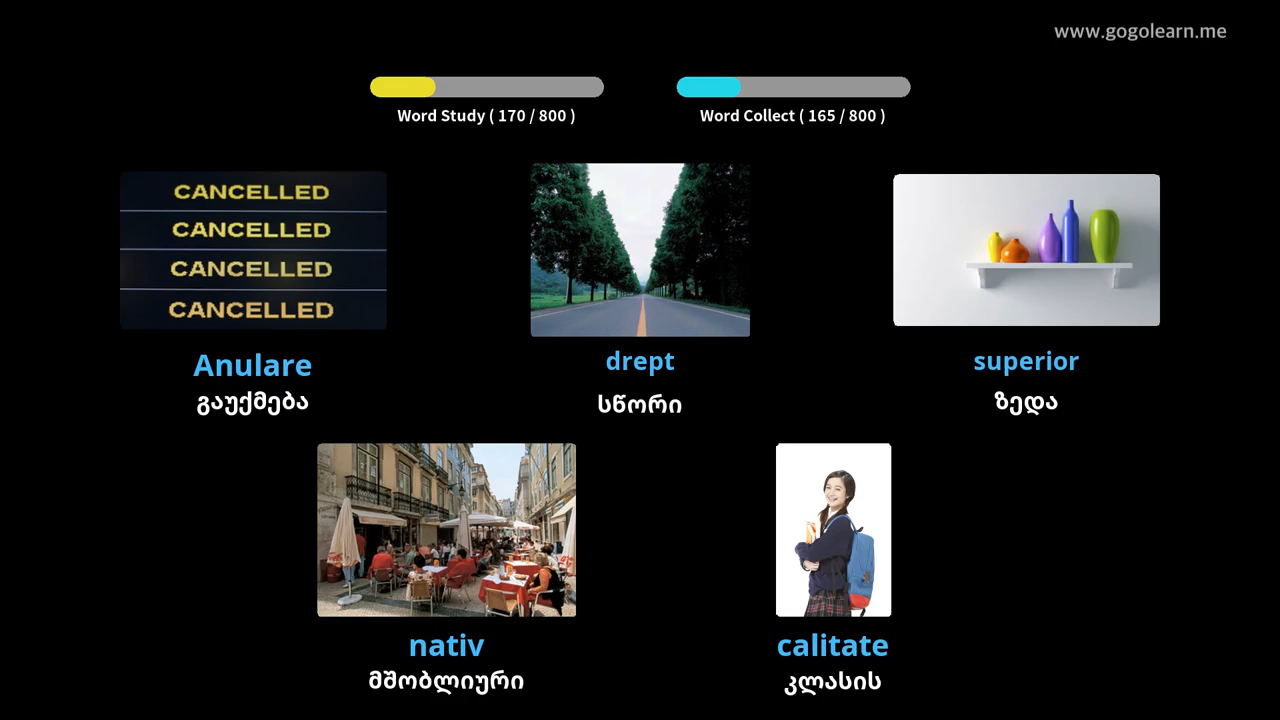 www.gogolearn.me
Word Study ( 170 / 800 )
Word Collect ( 165 / 800 )
CANCELLED
CANCELLED
CANCELLED
CANCELLED
Anulare
გაუქმება
drept
სწორი
superior
ზედა
nativ
მშობლიური
calitate
კლასის